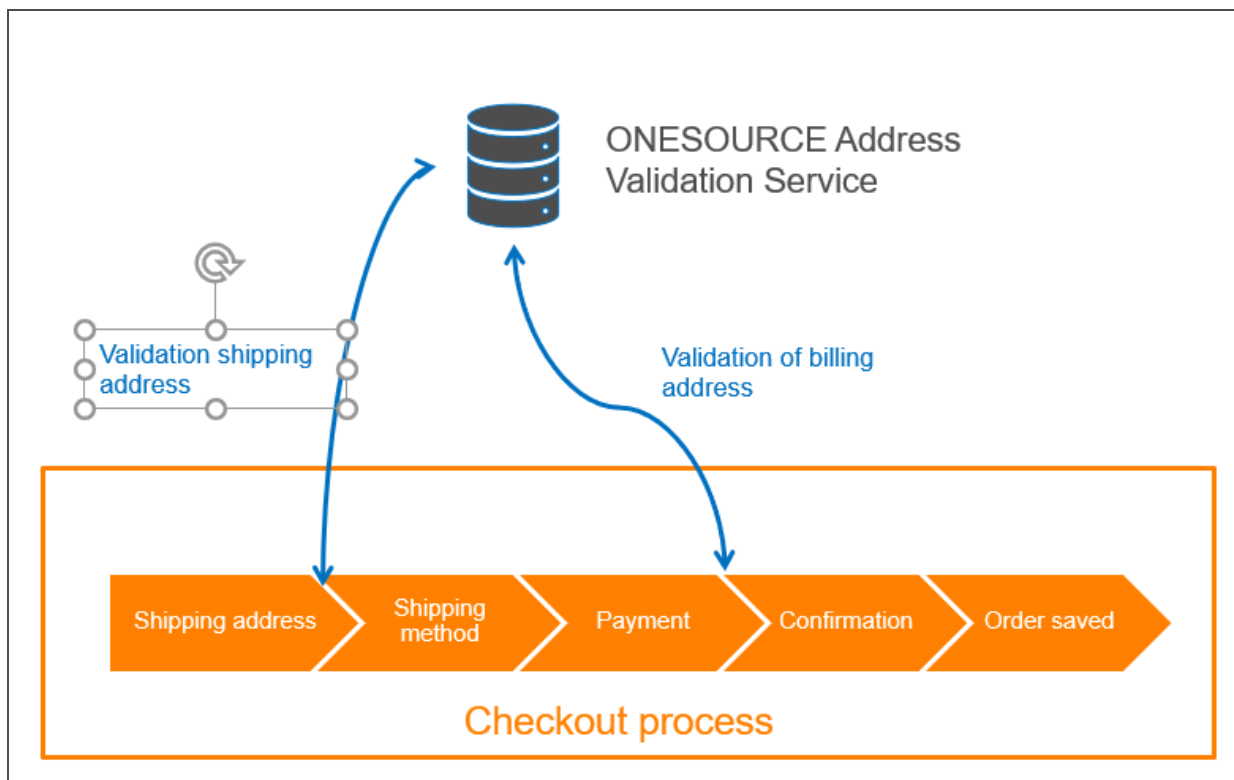 ONESOURCE Address
Validation Service
Validation shipping
address
Validation of billing
address
Shipping address
Shipping
method
Payment
Confirmation
Order saved
Checkout process